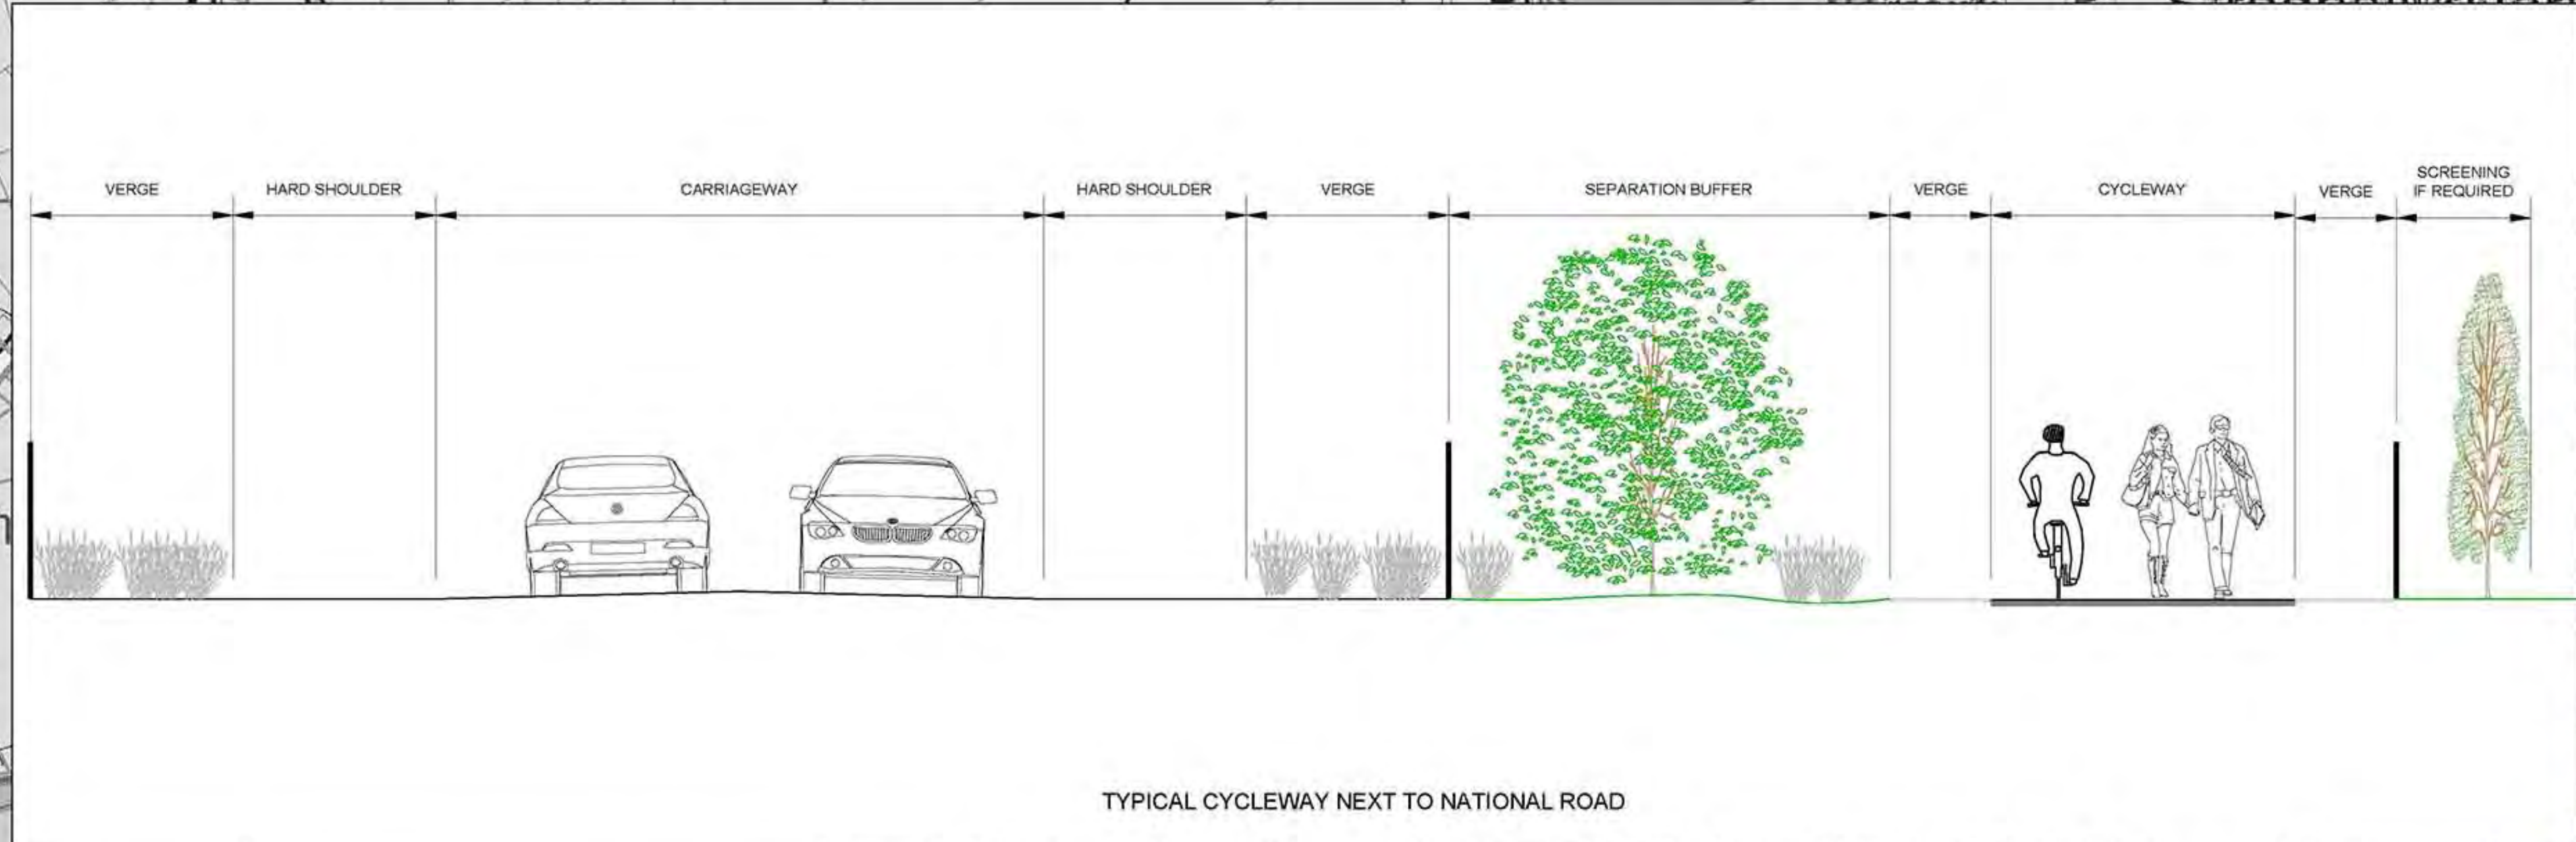 VERGE
HARD SHOULDER
CARRIAGEWAY
HARD SHOULDER
VERGE
SEPARATION BUFFER
VERGE
CYCLEWAY
VERGE
SCREENING
IF REQUIRED
TYPICAL CYCLEWAY NEXT TO NATIONAL ROAD